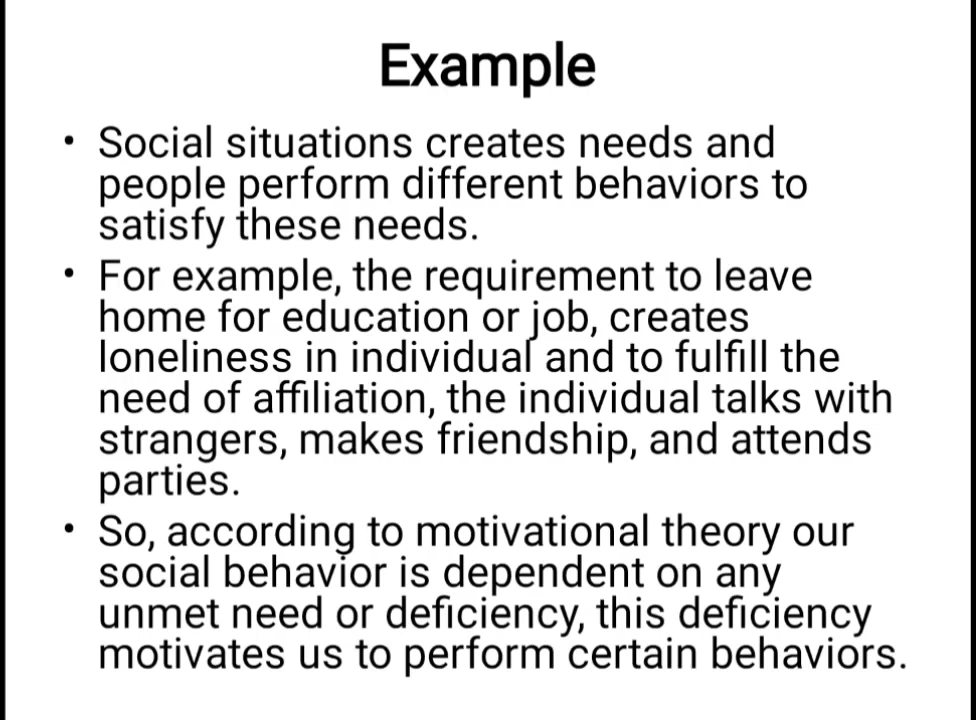 Example
• Social situations creates needs and
people perform different behaviors to
satisfy these needs.
• For example, the requirement to leave
home for education or job, creates
loneliness in individual and to fulfill the
need of affiliation, the individual talks with
strangers, makes friendship, and attends
parties.
• So, according to motivational theory our
social behavior is dependent on any
unmet need or deficiency, this deficiency
motivates us to perform certain behaviors.